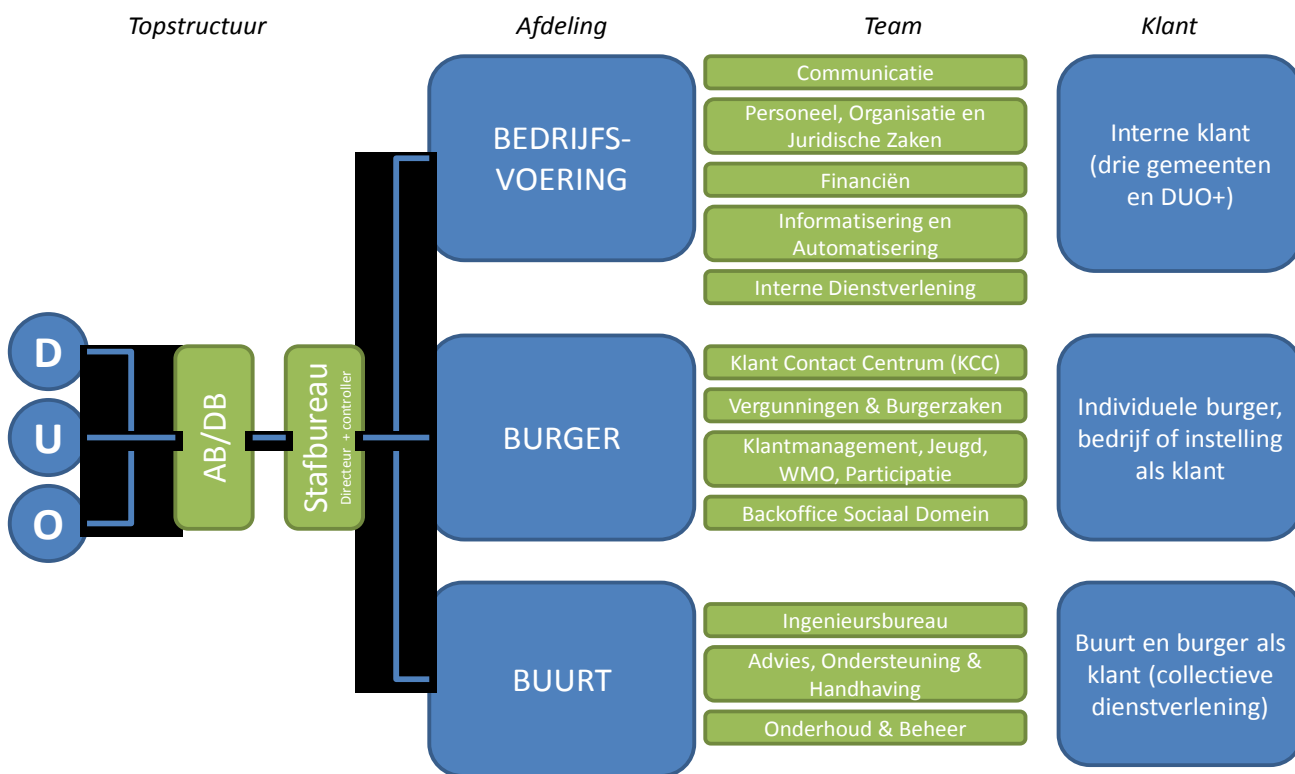 Topstructuur
Afdeling
Team
Klant
D
U
O
AB/DB
Stafbureau
Directeur + controller
BEDRIJFS-
VOERING
Communicatie
Personeel, Organisatie en
Juridische Zaken
Financiën
Informatisering en
Automatisering
Interne Dienstverlening
Interne klant
(drie gemeenten
en DUO+)
BURGER
Klant Contact Centrum (KCC)
Vergunningen & Burgerzaken
Klantmanagement, Jeugd,
WMO, Participatie
Backoffice Sociaal Domein
Individuele burger,
bedrijf of instelling
als klant
BUURT
Ingenieursbureau
Advies, Ondersteuning &
Handhaving
Onderhoud & Beheer
Buurt en burger als
klant (collectieve
dienstverlening)